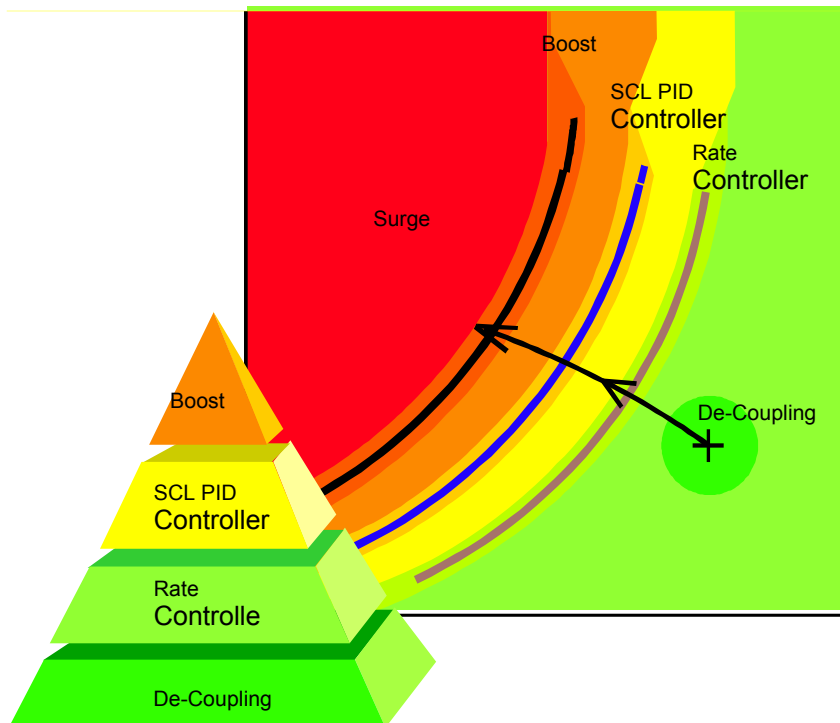 Boost
SCL PID
Controller
Rate
Controller
Surge
De-Coupling
Boost
SCL PID
Controller
Rate
Controlle
De-Coupling